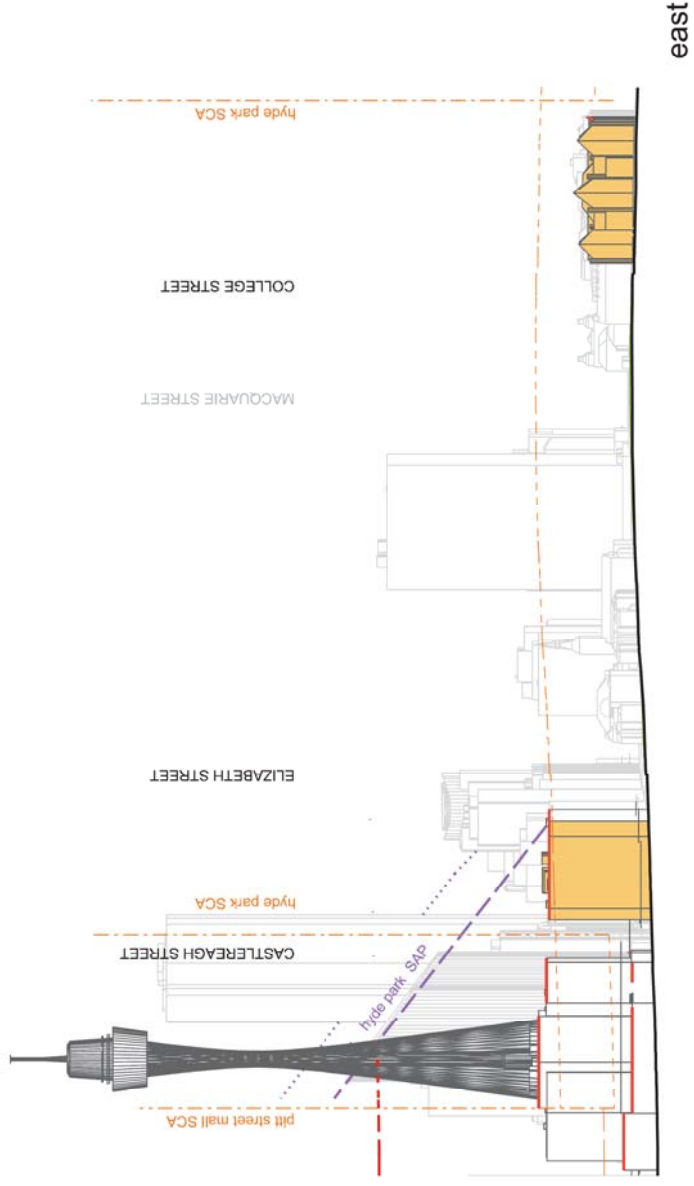 east
hyde park SCA
COLLEGE STREET
MACQUARIE STREET
ELIZABETH STREET
hyde park SCA
CASTLEREAGH STREET
hyde park SAP
pitt street mall SCA